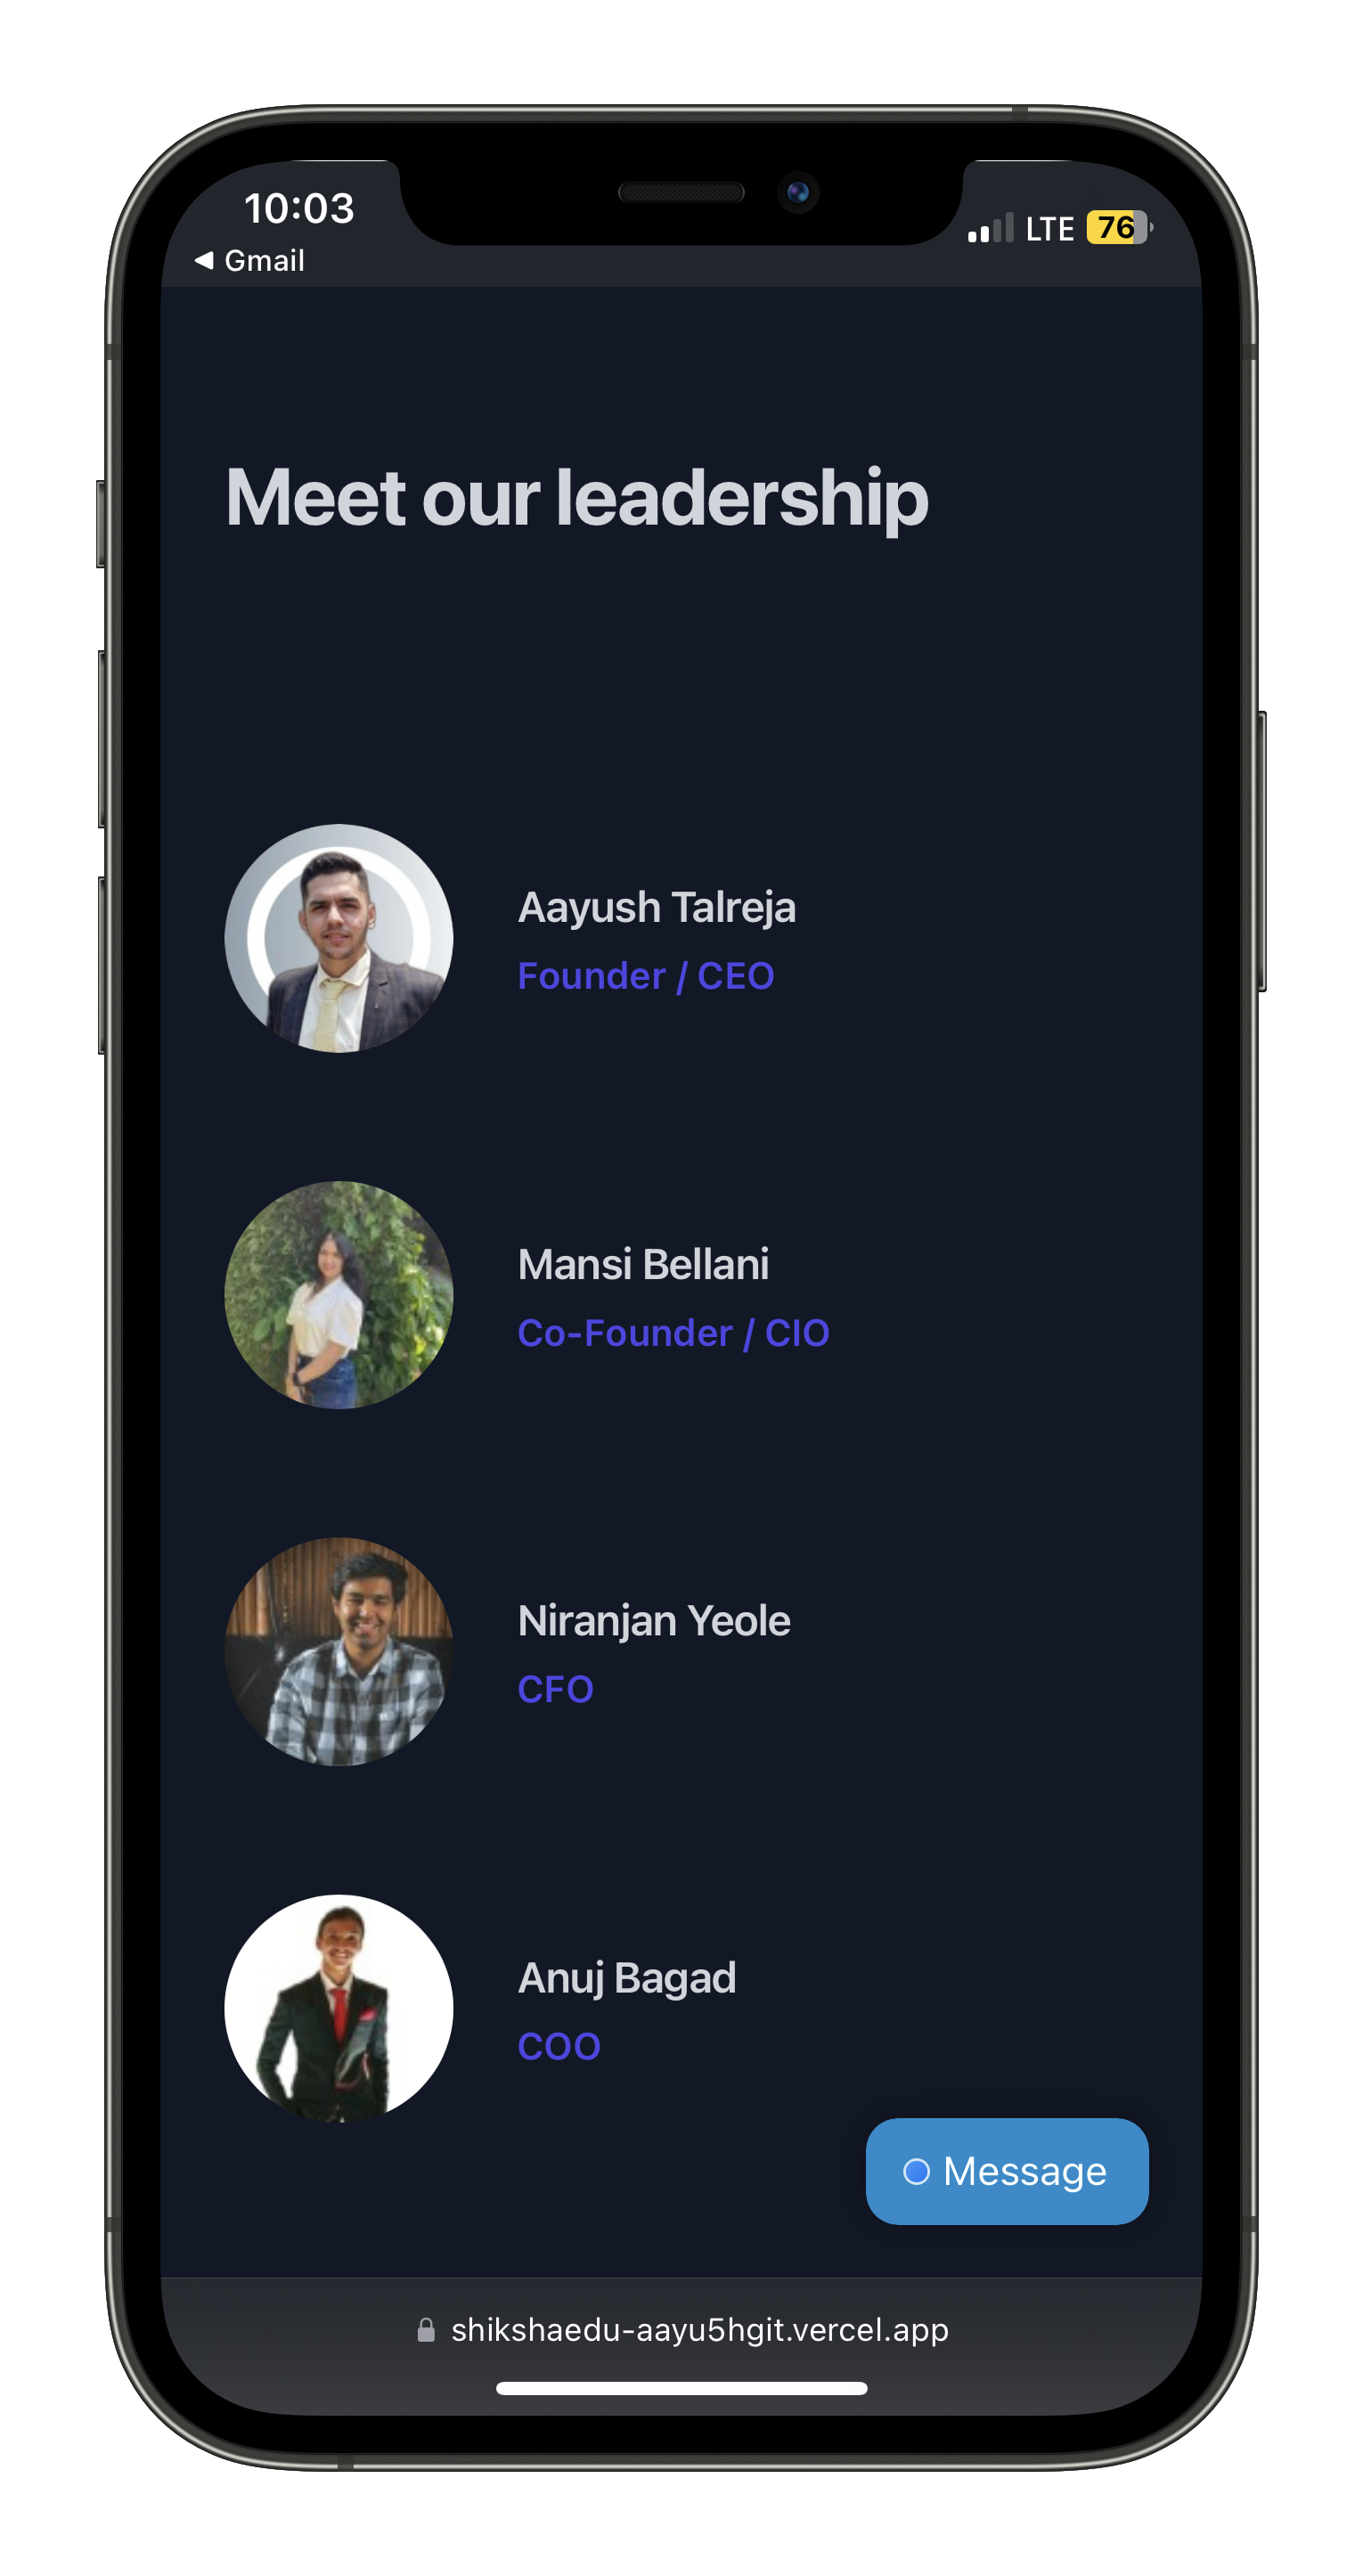 10:03
LTE 76
◀ Gmail
Meet our leadership
Aayush Talreja
Founder / CEO
Mansi Bellani
Co-Founder / CIO
Niranjan Yeole
CFO
Anuj Bagad
COO
Message
shikshaedu-aayu5hgit.vercel.app